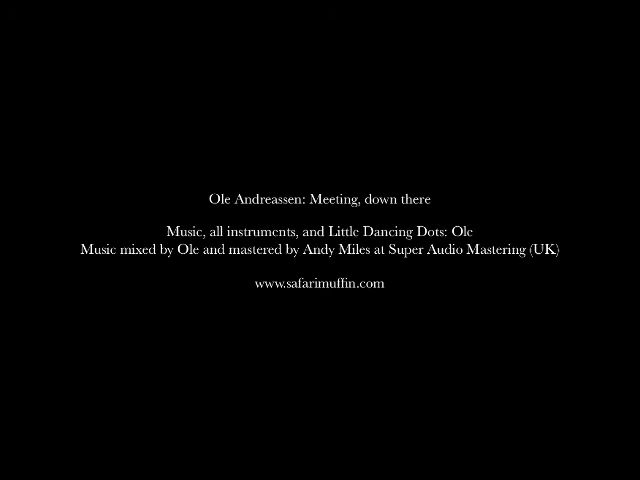 Ole Andreassen: Meeting, down there
Music, all instruments, and Little Dancing Dots: Ole
Music mixed by Ole and mastered by Andy Miles at Super Audio Mastering (UK)
www.safarimuffin.com